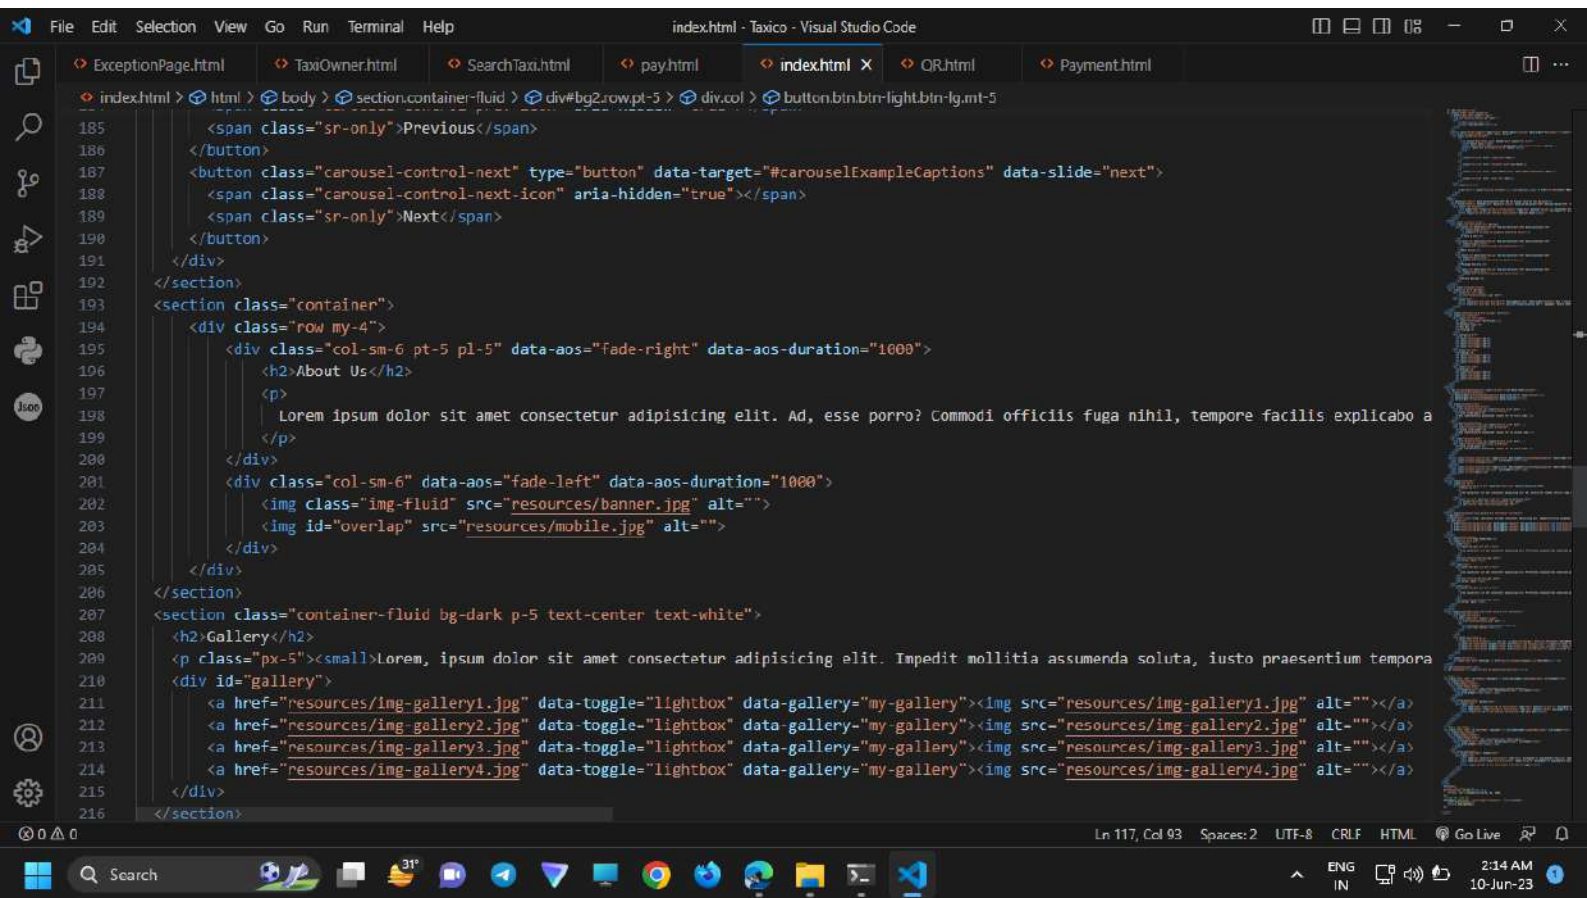 File Edit Selection View Go Run Terminal Help index.html - Taxico - Visual Studio Code
ExceptionPage.html TaxiOwner.html SearchTaxi.html pay.html index.html QR.html Payment.html
index.html > html > body > section.container-fluid > div#bg2.row.pt-5 > div.col > button.btn.btn-light.btn-lg.mt-5
185 <span class="sr-only">Previous</span>
186 </button>
187 <button class="carousel-control-next" type="button" data-target="#carouselExampleCaptions" data-slide="next">
188 <span class="carousel-control-next-icon" aria-hidden="true"></span>
189 <span class="sr-only">Next</span>
190 </button>
191 </div>
192 </section>
193 <section class="container">
194 <div class="row my-4">
195 <div class="col-sm-6 pt-5 pl-5" data-aos="fade-right" data-aos-duration="1000">
196 <h2>About Us</h2>
197 <p>
198 Lorem ipsum dolor sit amet consectetur adipisicing elit. Ad, esse porro? Commodi officiis fuga nihil, tempore facilis explicabo a
199 </p>
200 </div>
201 <div class="col-sm-6" data-aos="fade-left" data-aos-duration="1000">
202 <img class="img-fluid" src="resources/banner.jpg" alt="">
203 <img id="overlap" src="resources/mobile.jpg" alt="">
204 </div>
205 </div>
206 </section>
207 <section class="container-fluid bg-dark p-5 text-center text-white">
208 <h2>Gallery</h2>
209 <p class="px-5"><small>Lorem, ipsum dolor sit amet consectetur adipisicing elit. Impedit mollitia assumenda soluta, iusto praesentium tempora
210 <div id="gallery">
211 <a href="resources/img-gallery1.jpg" data-toggle="lightbox" data-gallery="my-gallery"><img src="resources/img-gallery1.jpg" alt=""></a>
212 <a href="resources/img-gallery2.jpg" data-toggle="lightbox" data-gallery="my-gallery"><img src="resources/img-gallery2.jpg" alt=""></a>
213 <a href="resources/img-gallery3.jpg" data-toggle="lightbox" data-gallery="my-gallery"><img src="resources/img-gallery3.jpg" alt=""></a>
214 <a href="resources/img-gallery4.jpg" data-toggle="lightbox" data-gallery="my-gallery"><img src="resources/img-gallery4.jpg" alt=""></a>
215 </div>
216 </section>
Json
0 0 Ln 117, Col 93 Spaces: 2 UTF-8 CRLF HTML Go Live
Search 31° ENG IN 2:14 AM 10-Jun-23 1